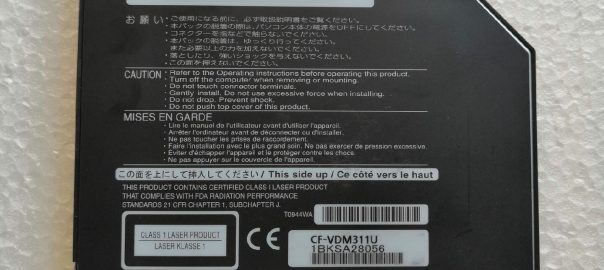 お 願 い ・ご使用になる前に、必ず取扱説明書をご覧ください。
・本パックの脱着の際は、パソコン本体の電源をOFFにしてください。
・コネクターを指などで触らないでください。
・本パックの脱着は、ゆっくり行ってください。
また必要以上の力を加えないでください。
・落としたり、強いショックを与えないでください。
・この面を押えないでください。
CAUTION : ・Refer to the Operating instructions before operating this product.
・Turn off the computer when removing or mounting.
・Do not touch connector terminals.
・Gently install. Do not use excessive force when installing.
・Do not drop. Prevent shock.
・Do not push top cover of this product.
MISES EN GARDE
・Lire le manuel de l'utilisateur avant d'utiliser l'appareil.
・Arrêter l'ordinateur avant de déconnecter ou d'installer.
・Ne pas toucher les prises de raccordement.
・Faire l'installation avec le plus grand soin. Ne pas exercer de pression excessive.
・Éviter d'échapper l'appareil et le protéger contre les chocs.
・Ne pas appuyer sur le couvercle de l'appareil.
この面を上にして挿入してください / This side up / Ce côté vers le haut
THIS PRODUCT CONTAINS CERTIFIED CLASS I LASER PRODUCT
THAT COMPLIES WITH FDA RADIATION PERFORMANCE
STANDARDS 21 CFR CHAPTER 1, SUBCHAPTER J.
T0944WA
CLASS 1 LASER PRODUCT
LASER KLASSE 1
CE
CF-VDM311U
1BKSA28056